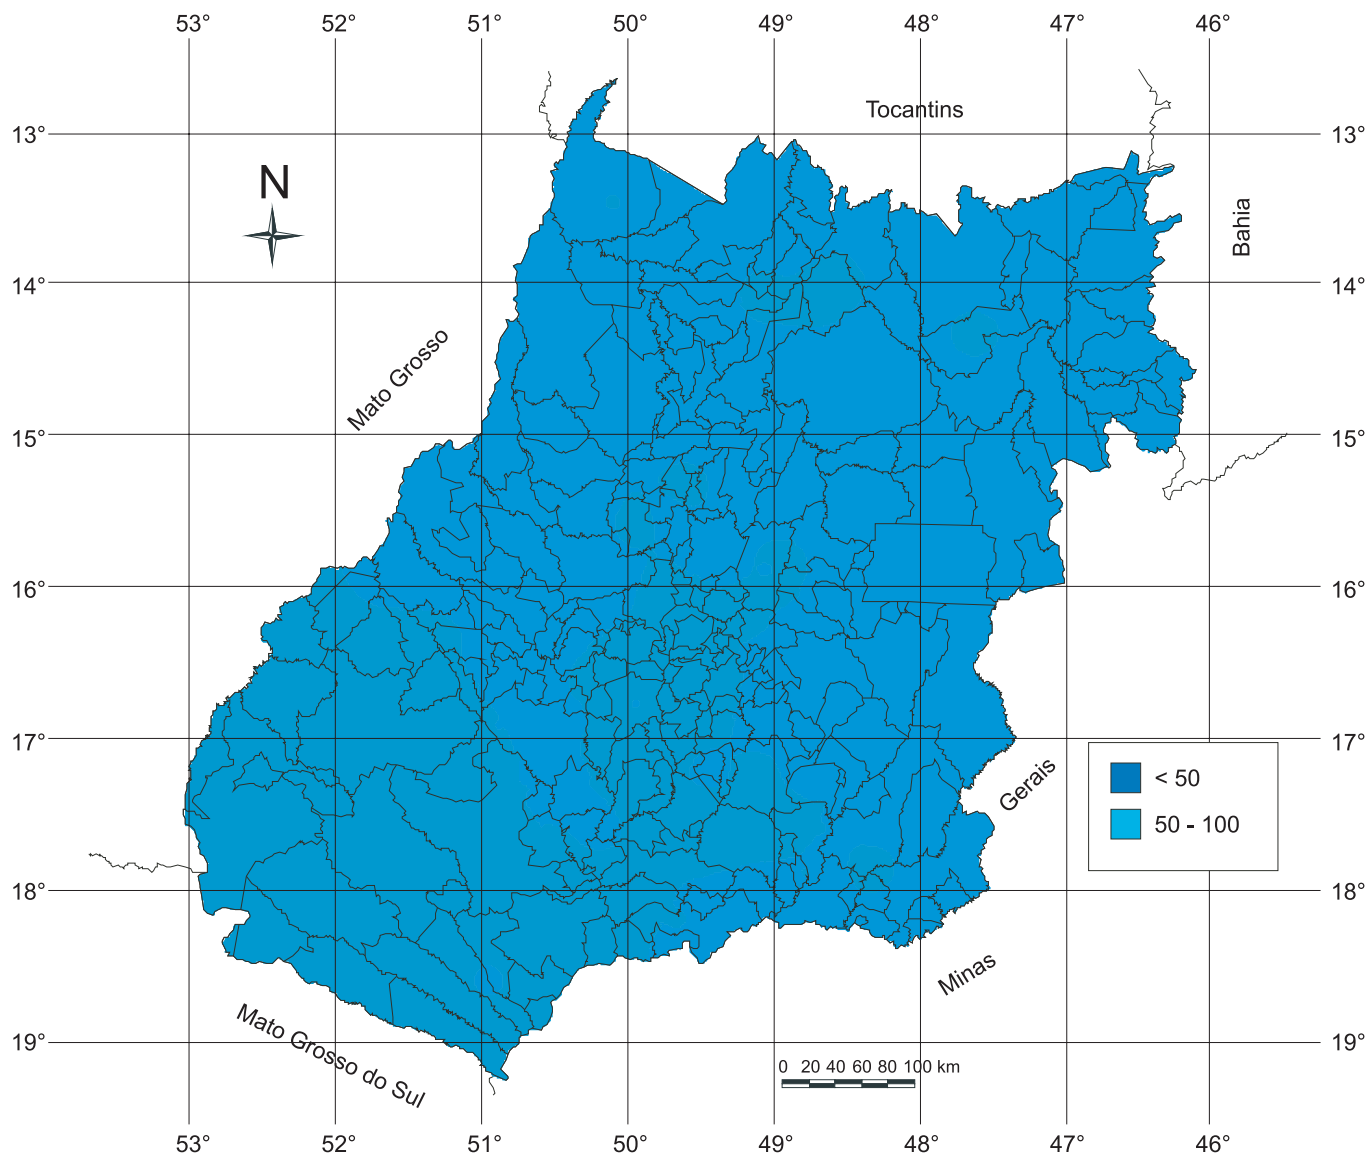 53° 52° 51° 50° 49° 48° 47° 46°
Tocantins
13° 13°
N
Bahia
14° 14°
Mato Grosso
15° 15°
16° 16°
17° 17°
Gerais
< 50
50 - 100
18° 18°
Minas
Mato Grosso do Sul
19° 19°
0 20 40 60 80 100 km
53° 52° 51° 50° 49° 48° 47° 46°